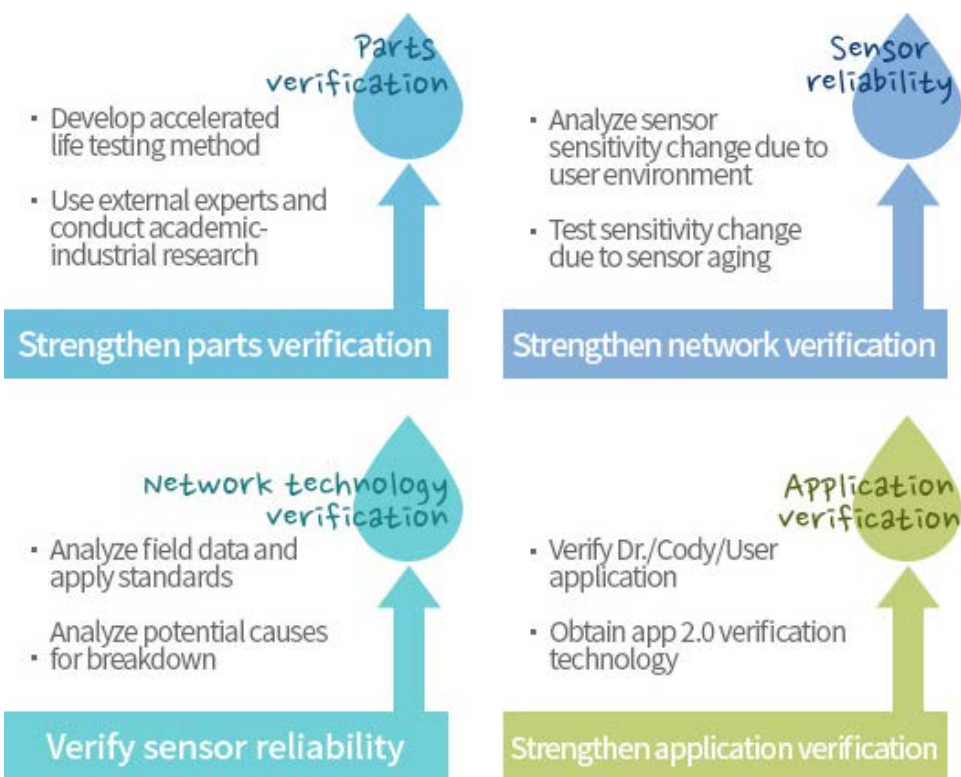 Parts
verification
▪ Develop accelerated
life testing method
▪ Use external experts and
conduct academic-
industrial research
Strengthen parts verification
Sensor
reliability
▪ Analyze sensor
sensitivity change due to
user environment
▪ Test sensitivity change
due to sensor aging
Strengthen network verification
Network technology
verification
▪ Analyze field data and
apply standards
Analyze potential causes
▪ for breakdown
Verify sensor reliability
Application
verification
▪ Verify Dr./Cody/User
application
▪ Obtain app 2.0 verification
technology
Strengthen application verification